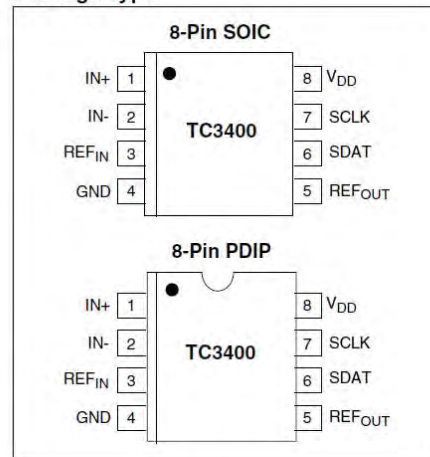 8-Pin SOIC
IN+ 1 8 VDD
IN- 2 7 SCLK
TC3400
REFIN 3 6 SDAT
GND 4 5 REFOUT
8-Pin PDIP
IN+ 1 8 VDD
IN- 2 7 SCLK
TC3400
REFIN 3 6 SDAT
GND 4 5 REFOUT